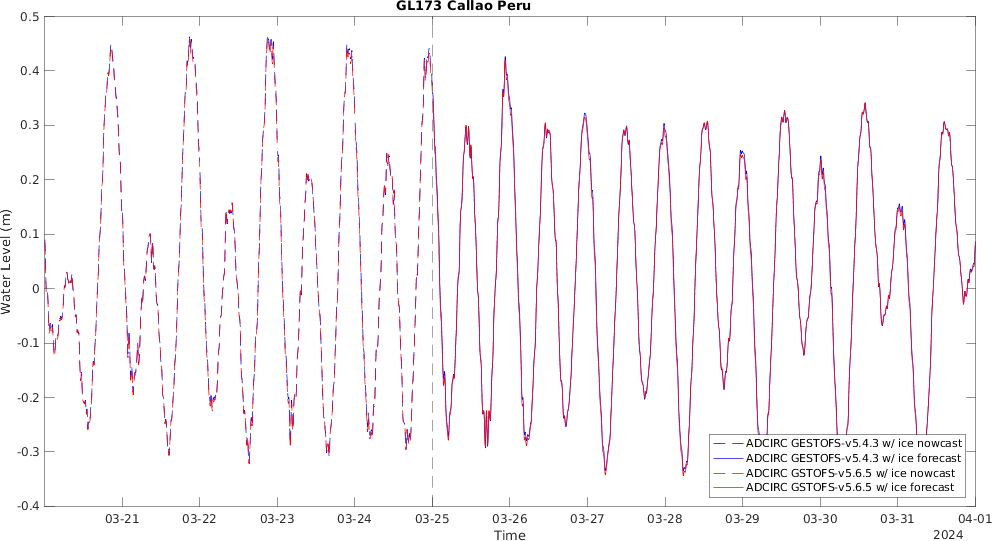 GL173 Callao Peru
0.5
0.4
0.3
0.2
0.1
0
-0.1
-0.2
-0.3
-0.4
Water Level (m)
ADCIRC GESTOFS-v5.4.3 w/ ice nowcast
ADCIRC GESTOFS-v5.4.3 w/ ice forecast
ADCIRC GSTOFS-v5.6.5 w/ ice nowcast
ADCIRC GSTOFS-v5.6.5 w/ ice forecast
03-21 03-22 03-23 03-24 03-25 03-26 03-27 03-28 03-29 03-30 03-31 04-01
Time
2024